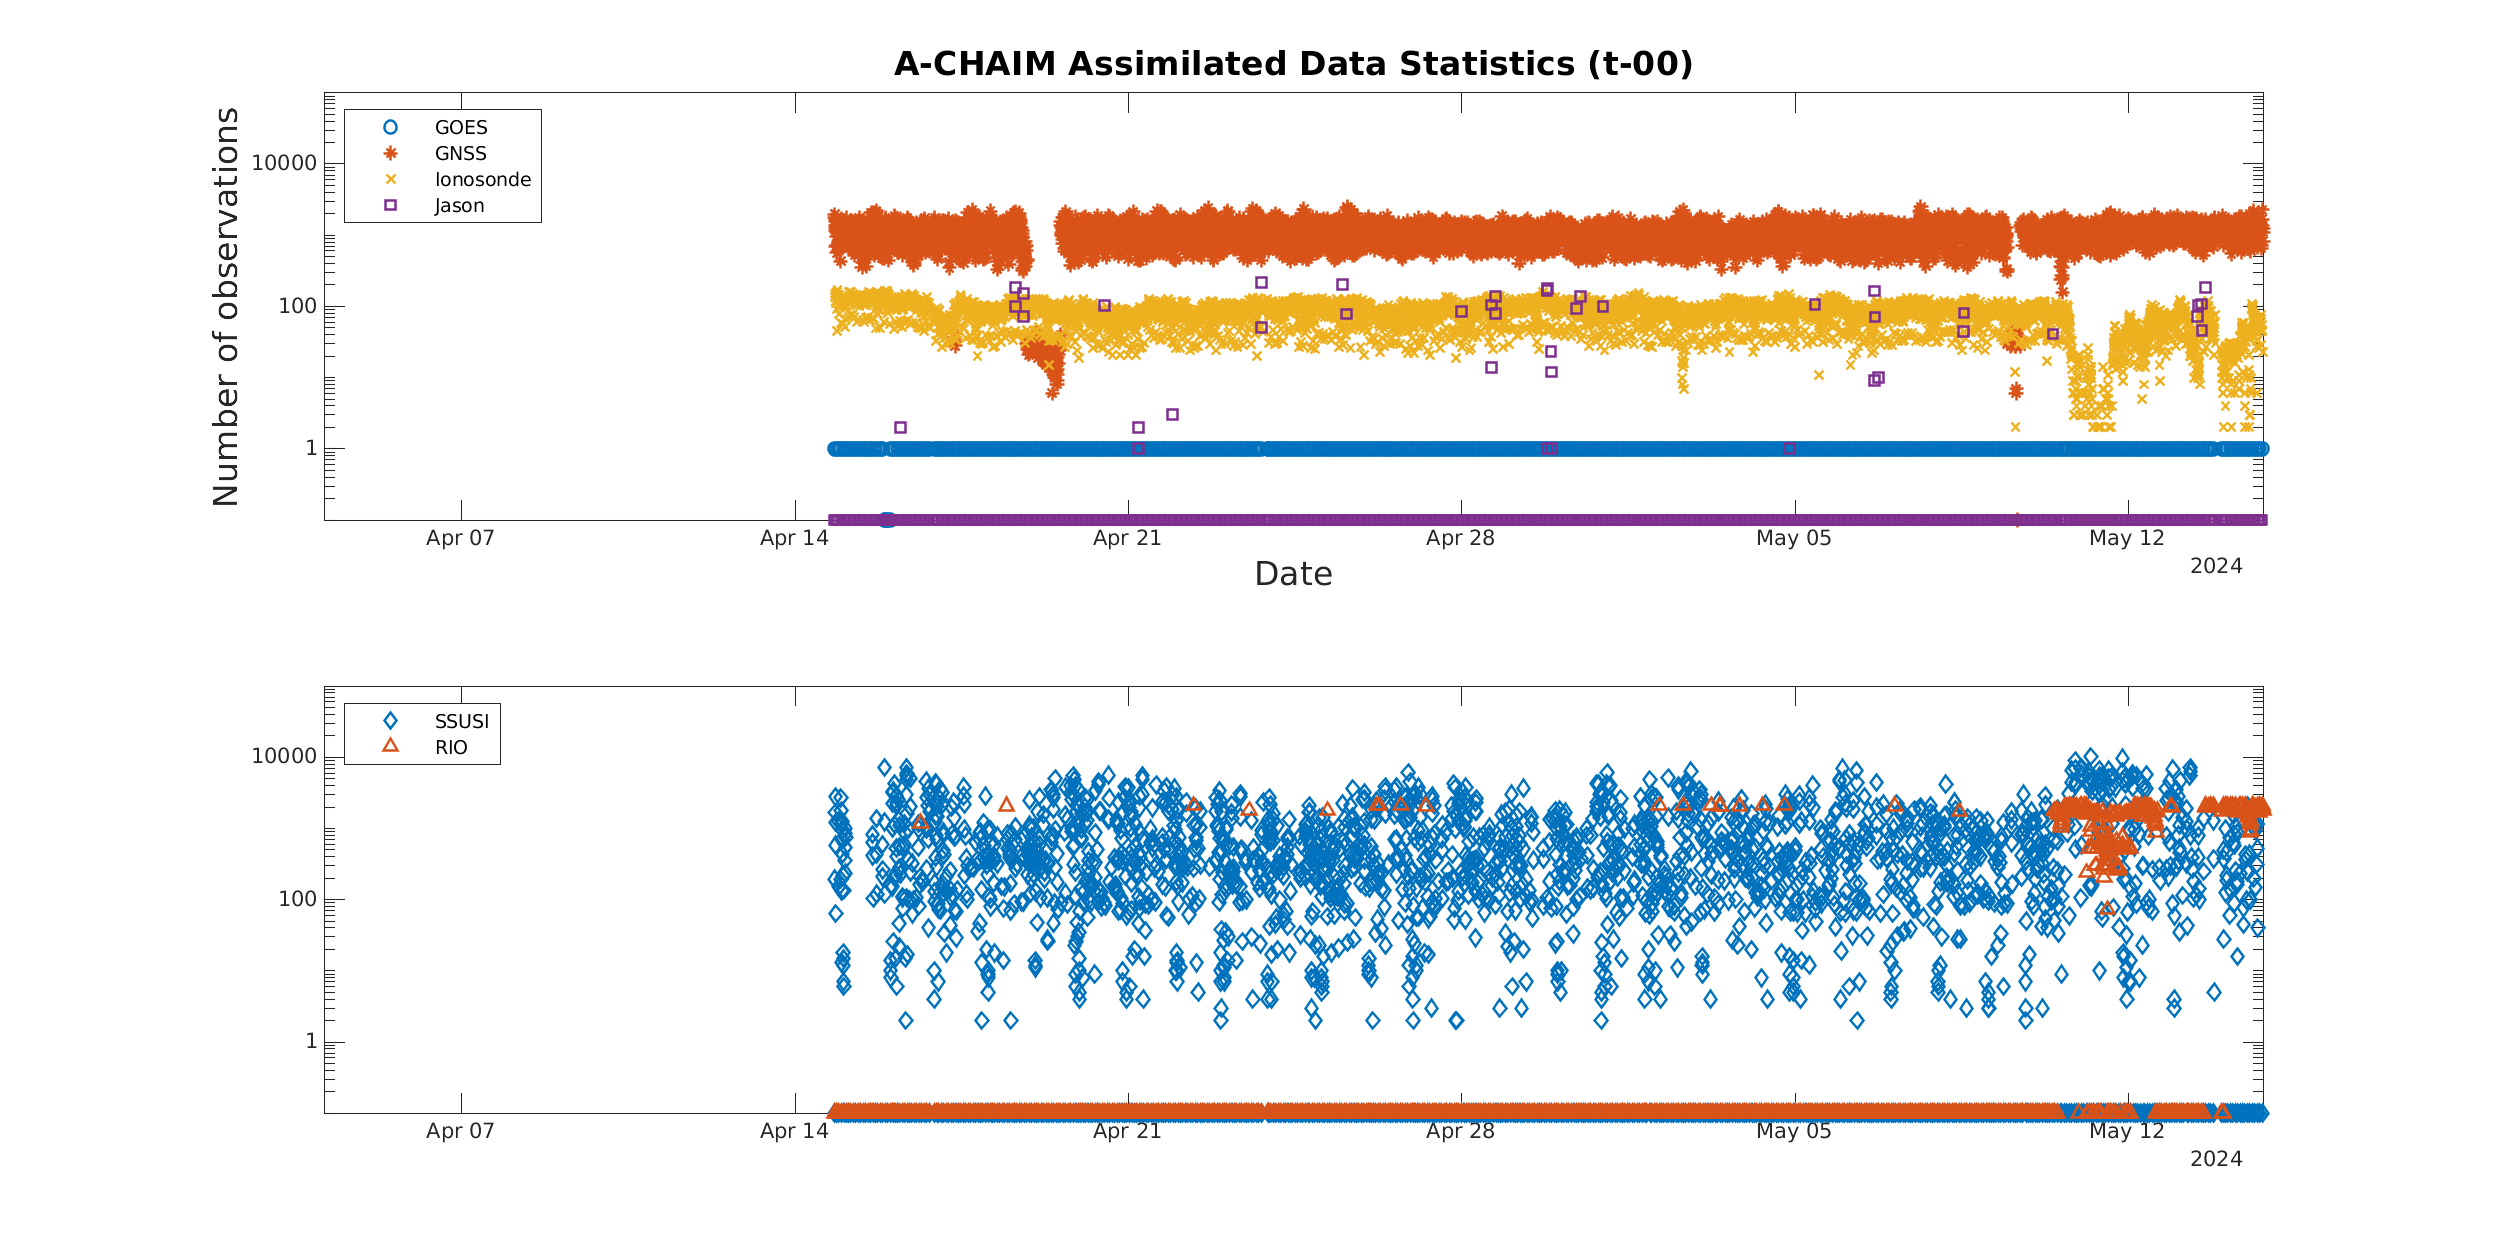 A-CHAIM Assimilated Data Statistics (t-00)
Number of observations
GOES
GNSS
Ionosonde
Jason
10000
100
1
Apr 07 Apr 14 Apr 21 Apr 28 May 05 May 12
2024
Date
SSUSI
RIO
10000
100
1
Apr 07 Apr 14 Apr 21 Apr 28 May 05 May 12
2024